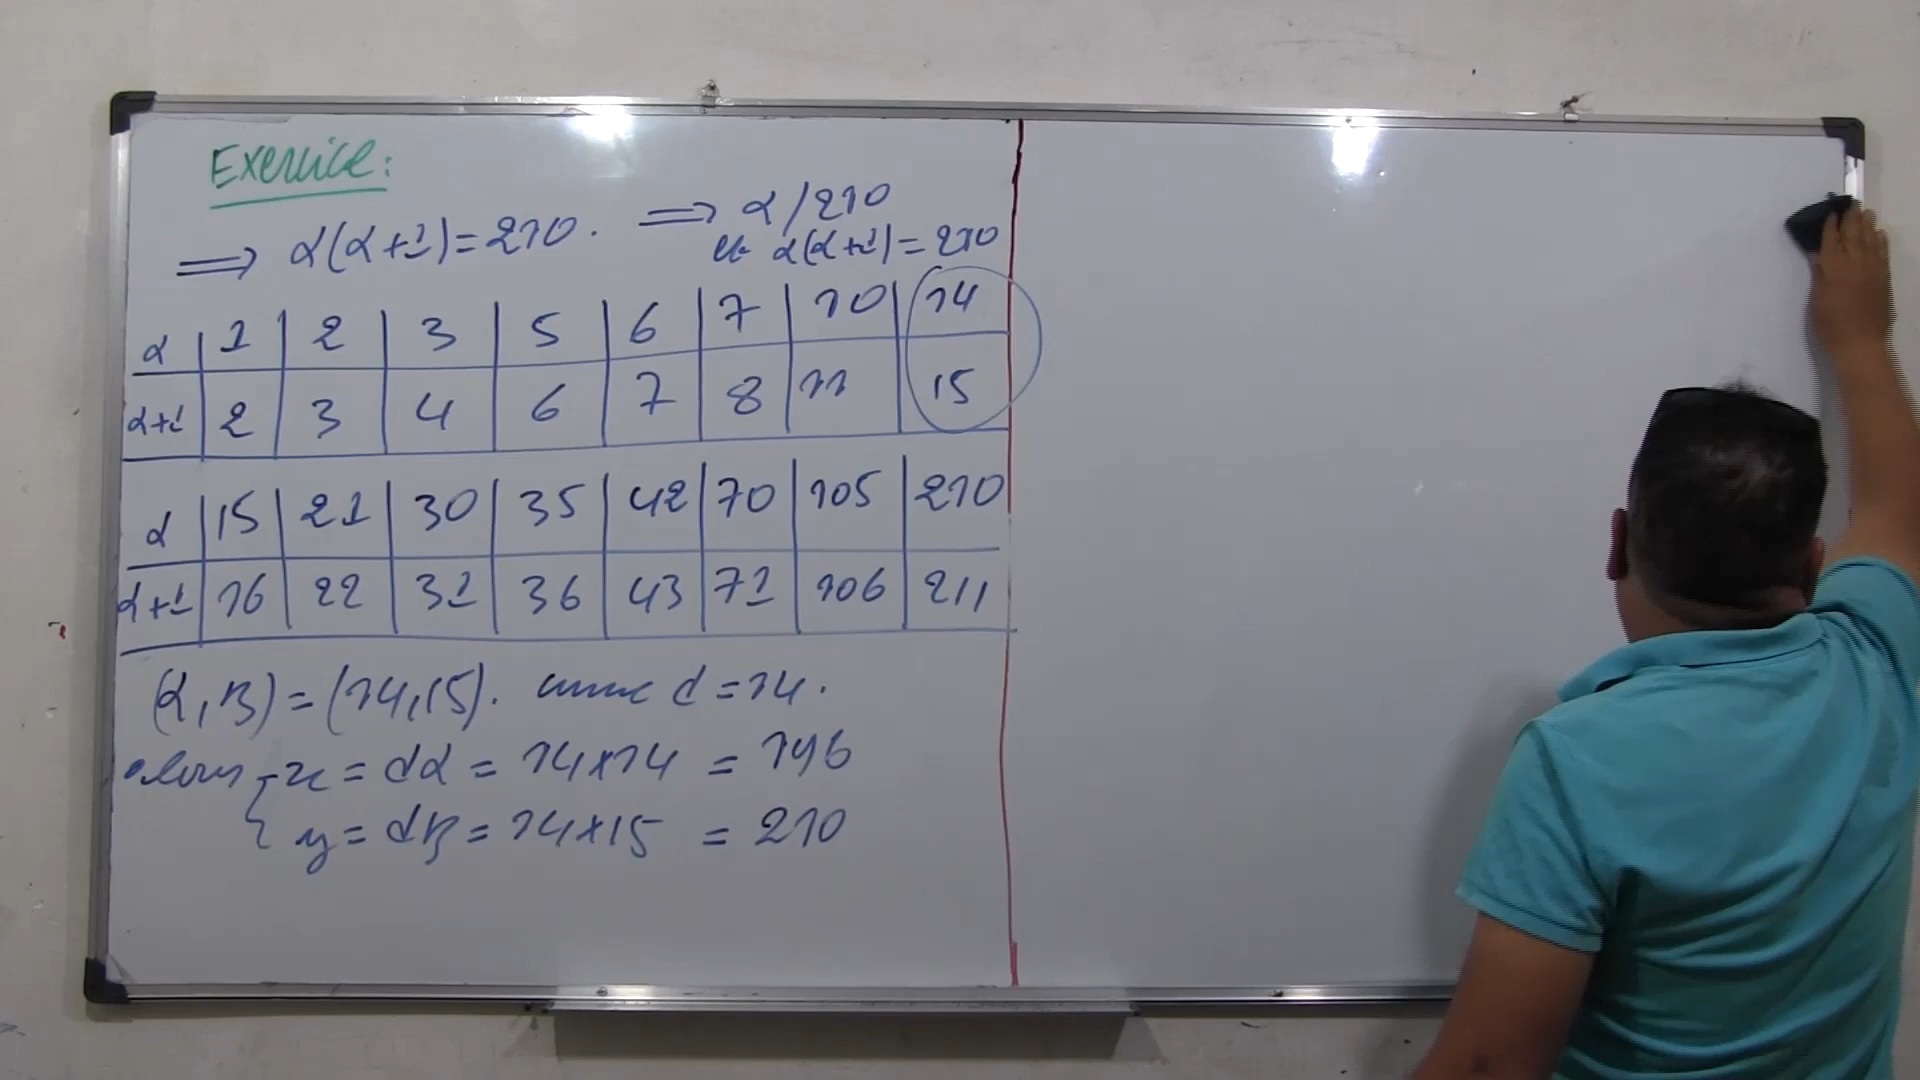 Exercice:
⟹ α(α+1)=210. ⟹ α/210
et α(α+1)=210
α | 1 | 2 | 3 | 5 | 6 | 7 | 10 | 14
α+1 | 2 | 3 | 4 | 6 | 7 | 8 | 11 | 15
α | 15 | 21 | 30 | 35 | 42 | 70 | 105 | 210
α+1 | 16 | 22 | 31 | 36 | 43 | 71 | 106 | 211
(α,β)=(14,15). d=14.
x = dα = 14×14 = 196
y = dβ = 14×15 = 210